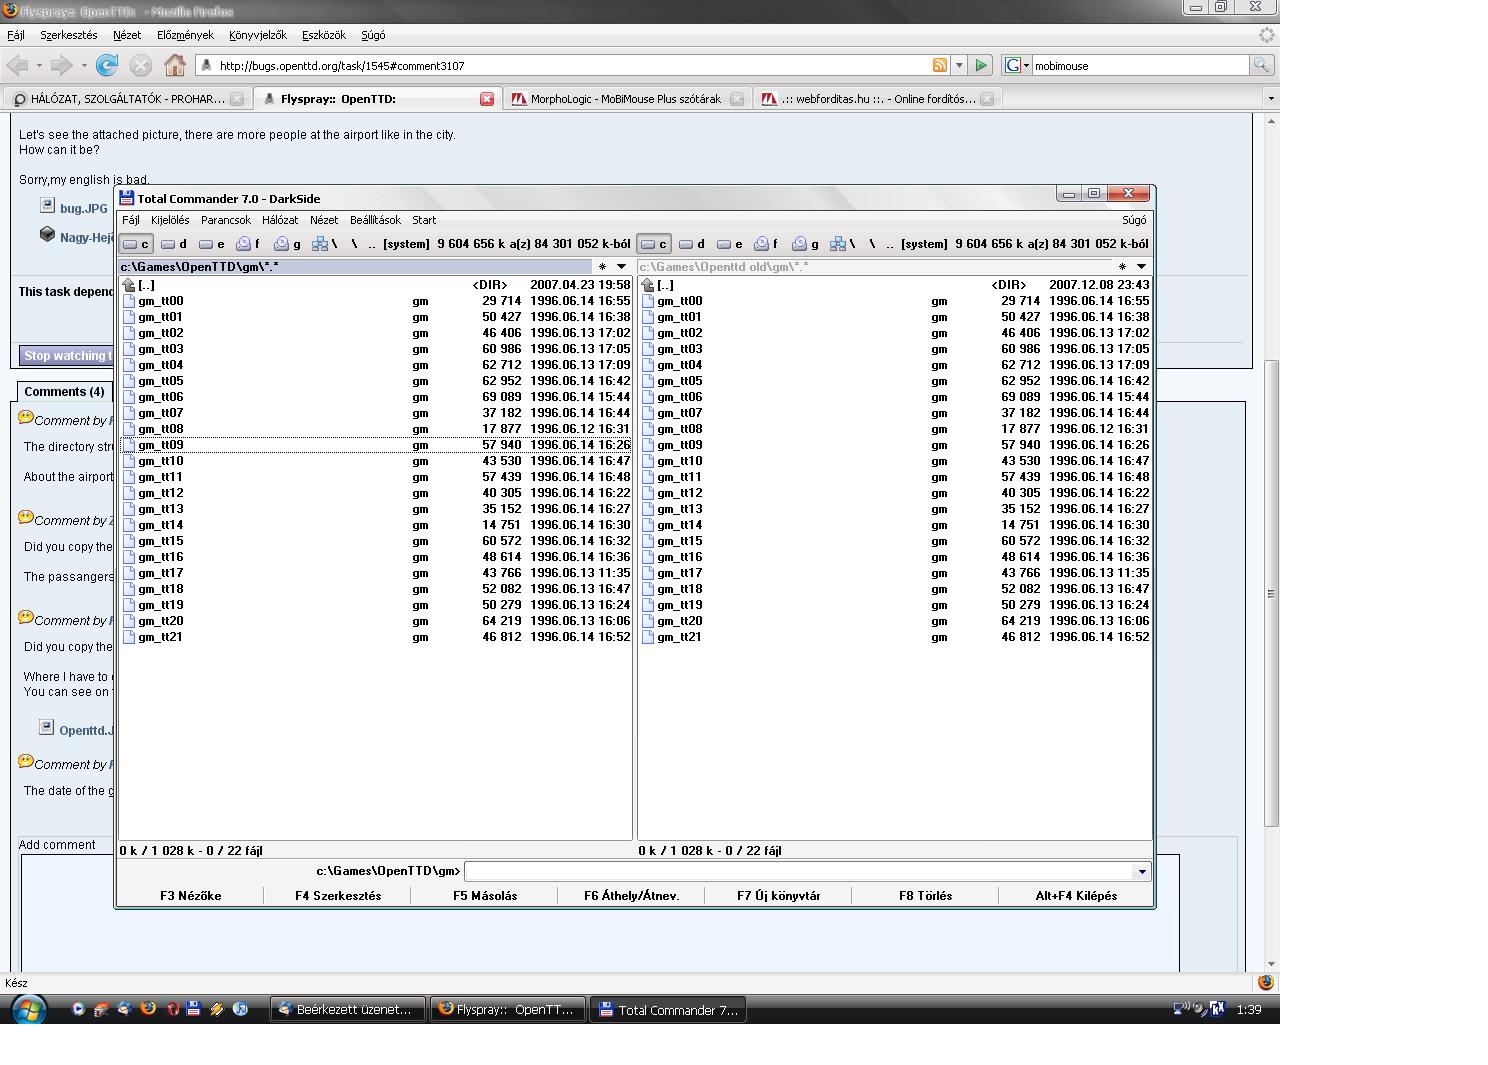 Flyspray:: OpenTTD: - Mozilla Firefox
Fájl Szerkesztés Nézet Előzmények Könyvjelzők Eszközök Súgó
http://bugs.openttd.org/task/1545#comment3107 mobimouse
HÁLÓZAT, SZOLGÁLTATÓK - PROHAR... Flyspray:: OpenTTD: MorphoLogic - MoBiMouse Plus szótárak .:: webforditas.hu ::. - Online fordítós...
Let's see the attached picture, there are more people at the airport like in the city.
How can it be?
Sorry,my english is bad.
bug.JPG
Nagy-Hej
This task depend
Stop watching t
Comments (4)
Comment by
The directory str
About the airport
Comment by
Did you copy the
The passangers
Comment by
Did you copy the
Where I have to
You can see on
Openttd.J
Comment by
The date of the g
Add comment
Total Commander 7.0 - DarkSide
Fájl Kijelölés Parancsok Hálózat Nézet Beállítások Start Súgó
c d e f g \ \ .. [system] 9 604 656 k a(z) 84 301 052 k-ból c d e f g \ \ .. [system] 9 604 656 k a(z) 84 301 052 k-ból
c:\Games\OpenTTD\gm\*.* * c:\Games\Openttd old\gm\*.* *
[..] <DIR> 2007.04.23 19:58 [..] <DIR> 2007.12.08 23:43
gm_tt00 gm 29 714 1996.06.14 16:55 gm_tt00 gm 29 714 1996.06.14 16:55
gm_tt01 gm 50 427 1996.06.14 16:38 gm_tt01 gm 50 427 1996.06.14 16:38
gm_tt02 gm 46 406 1996.06.13 17:02 gm_tt02 gm 46 406 1996.06.13 17:02
gm_tt03 gm 60 986 1996.06.13 17:05 gm_tt03 gm 60 986 1996.06.13 17:05
gm_tt04 gm 62 712 1996.06.13 17:09 gm_tt04 gm 62 712 1996.06.13 17:09
gm_tt05 gm 62 952 1996.06.14 16:42 gm_tt05 gm 62 952 1996.06.14 16:42
gm_tt06 gm 69 089 1996.06.14 15:44 gm_tt06 gm 69 089 1996.06.14 15:44
gm_tt07 gm 37 182 1996.06.14 16:44 gm_tt07 gm 37 182 1996.06.14 16:44
gm_tt08 gm 17 877 1996.06.12 16:31 gm_tt08 gm 17 877 1996.06.12 16:31
gm_tt09 gm 57 940 1996.06.14 16:26 gm_tt09 gm 57 940 1996.06.14 16:26
gm_tt10 gm 43 530 1996.06.14 16:47 gm_tt10 gm 43 530 1996.06.14 16:47
gm_tt11 gm 57 439 1996.06.14 16:48 gm_tt11 gm 57 439 1996.06.14 16:48
gm_tt12 gm 40 305 1996.06.14 16:22 gm_tt12 gm 40 305 1996.06.14 16:22
gm_tt13 gm 35 152 1996.06.14 16:27 gm_tt13 gm 35 152 1996.06.14 16:27
gm_tt14 gm 14 751 1996.06.14 16:30 gm_tt14 gm 14 751 1996.06.14 16:30
gm_tt15 gm 60 572 1996.06.14 16:32 gm_tt15 gm 60 572 1996.06.14 16:32
gm_tt16 gm 48 614 1996.06.14 16:36 gm_tt16 gm 48 614 1996.06.14 16:36
gm_tt17 gm 43 766 1996.06.13 11:35 gm_tt17 gm 43 766 1996.06.13 11:35
gm_tt18 gm 52 082 1996.06.13 16:47 gm_tt18 gm 52 082 1996.06.13 16:47
gm_tt19 gm 50 279 1996.06.13 16:24 gm_tt19 gm 50 279 1996.06.13 16:24
gm_tt20 gm 64 219 1996.06.13 16:06 gm_tt20 gm 64 219 1996.06.13 16:06
gm_tt21 gm 46 812 1996.06.14 16:52 gm_tt21 gm 46 812 1996.06.14 16:52
0 k / 1 028 k - 0 / 22 fájl 0 k / 1 028 k - 0 / 22 fájl
c:\Games\OpenTTD\gm>
F3 Nézőke F4 Szerkesztés F5 Másolás F6 Áthely/Átnev. F7 Új könyvtár F8 Törlés Alt+F4 Kilépés
Kész
Beérkezett üzenet... Flyspray:: OpenTT... Total Commander 7... 1:39